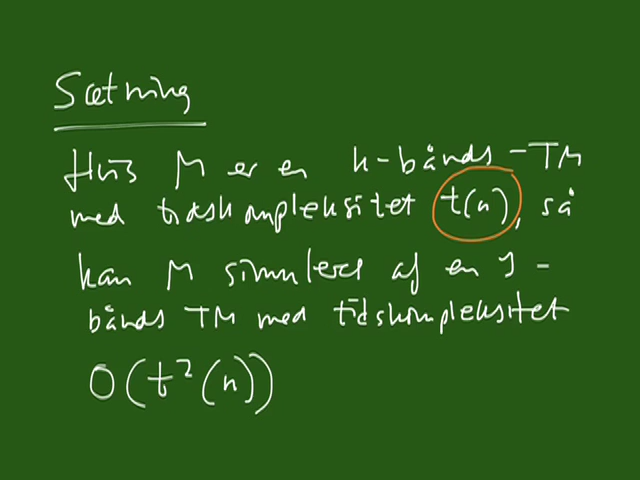 Sætning
Hvis M er en k-bånds-TM
med tidskompleksitet t(n), så
kan M simuleres af en 1-
bånds TM med tidskompleksitet
O(t²(n))